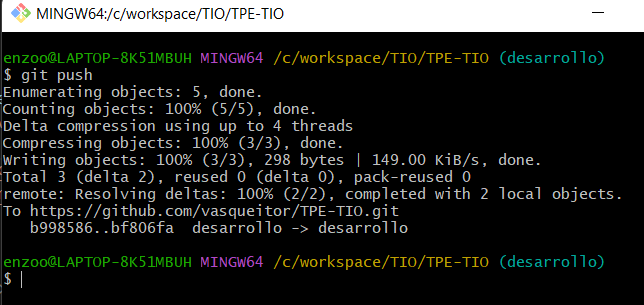 MINGW64:/c/workspace/TIO/TPE-TIO
enzoo@LAPTOP-8K51MBUH MINGW64 /c/workspace/TIO/TPE-TIO (desarrollo)
$ git push
Enumerating objects: 5, done.
Counting objects: 100% (5/5), done.
Delta compression using up to 4 threads
Compressing objects: 100% (3/3), done.
Writing objects: 100% (3/3), 298 bytes | 149.00 KiB/s, done.
Total 3 (delta 2), reused 0 (delta 0), pack-reused 0
remote: Resolving deltas: 100% (2/2), completed with 2 local objects.
To https://github.com/vasqueitor/TPE-TIO.git
   b998586..bf806fa  desarrollo -> desarrollo
enzoo@LAPTOP-8K51MBUH MINGW64 /c/workspace/TIO/TPE-TIO (desarrollo)
$